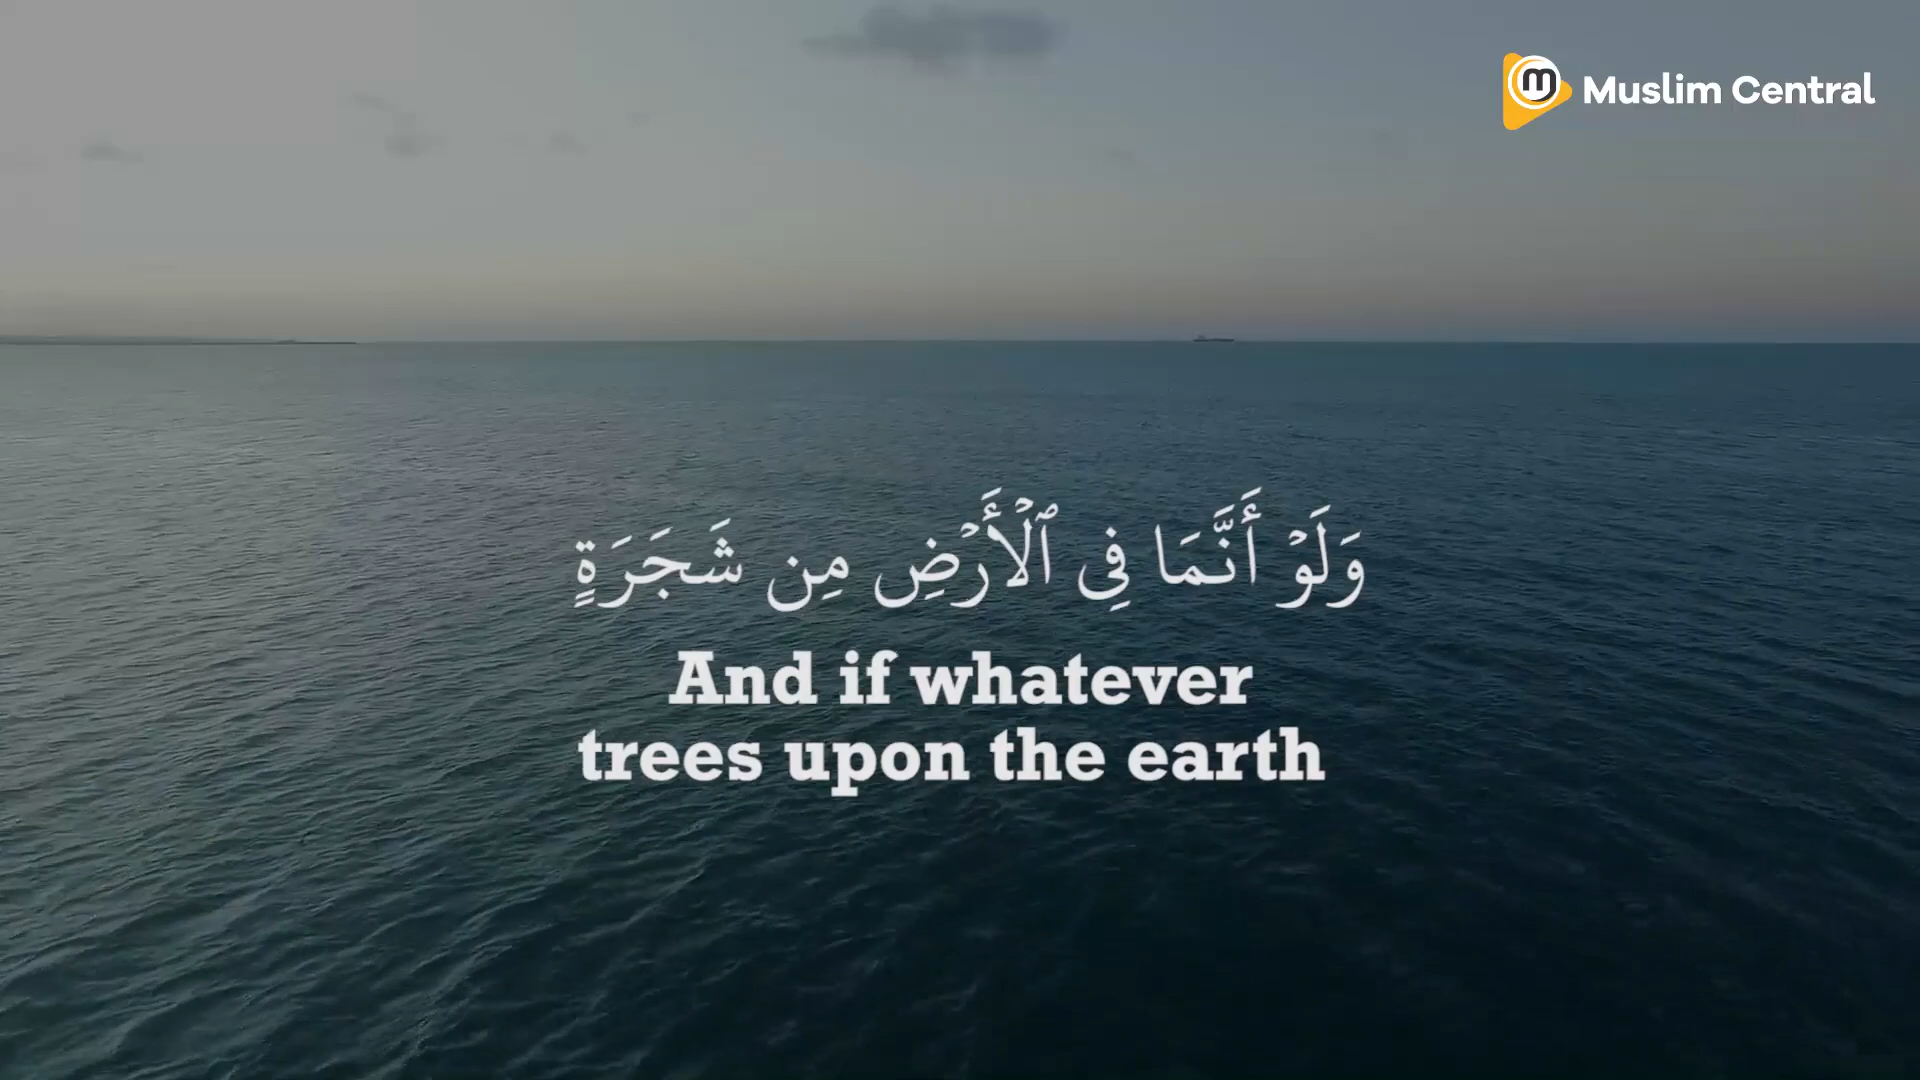 Muslim Central
وَلَوۡ أَنَّمَا فِي ٱلۡأَرۡضِ مِن شَجَرَةٍ
And if whatever
trees upon the earth